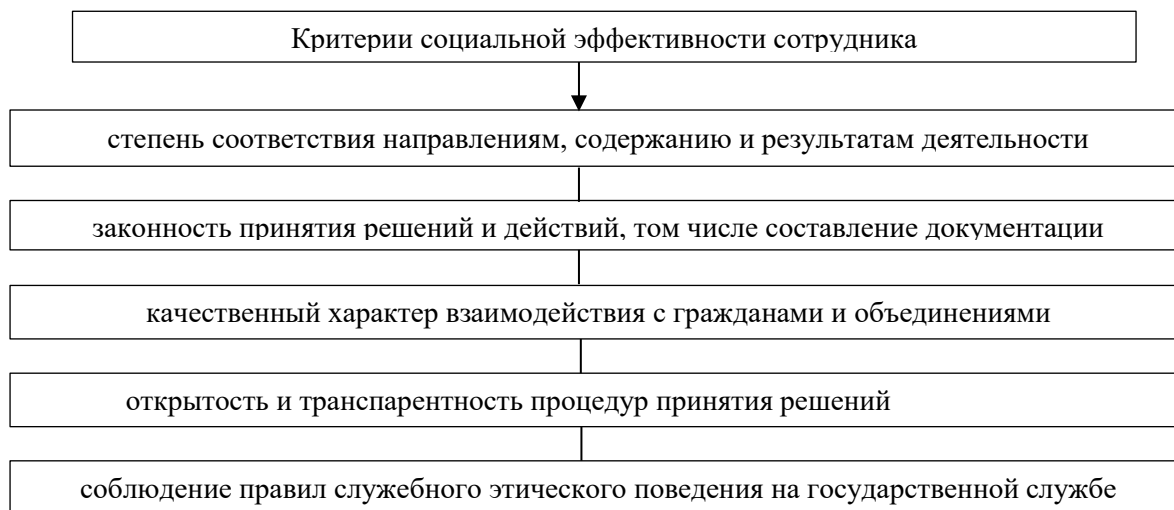 Критерии социальной эффективности сотрудника
степень соответствия направлениям, содержанию и результатам деятельности
законность принятия решений и действий, том числе составление документации
качественный характер взаимодействия с гражданами и объединениями
открытость и транспарентность процедур принятия решений
соблюдение правил служебного этического поведения на государственной службе